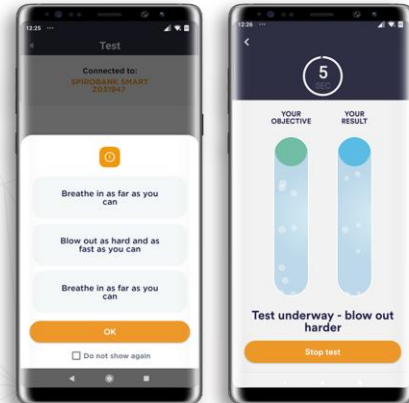 12:25 ...
Test
Connected to:
SPIROBANK SMART
Z031947
Breathe in as far as you
can
Blow out as hard and as
fast as you can
Breathe in as far as you
can
OK
Do not show again
12:26 ...
5
SEC
YOUR
OBJECTIVE
YOUR
RESULT
Test underway - blow out
harder
Stop test